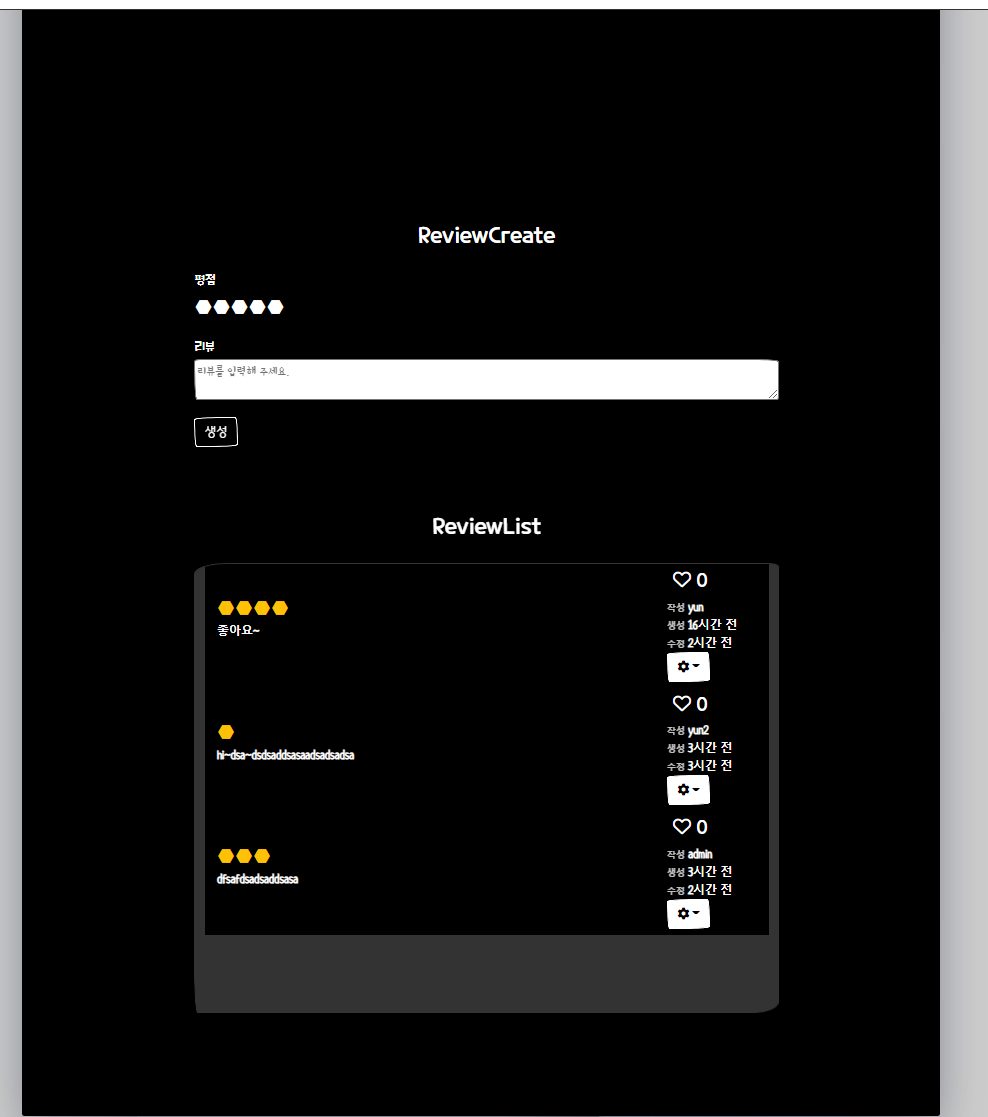 ReviewCreate
평점
리뷰
리뷰를 입력해 주세요.
생성
ReviewList
0
작성 yun
좋아요~
생성 16시간 전
수정 2시간 전
0
작성 yun2
hi~dsa~dsdsaddsasaadsadsadsa
생성 3시간 전
수정 3시간 전
0
작성 admin
dfsafdsadsaddsasa
생성 3시간 전
수정 2시간 전